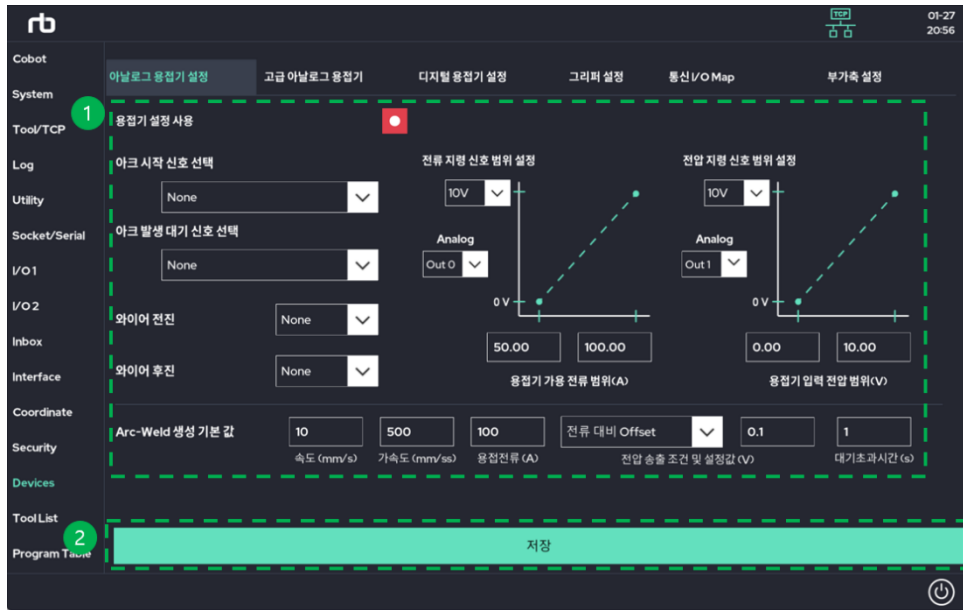 rb
TCP
01-27
20:56
Cobot
System
Tool/TCP
Log
Utility
Socket/Serial
I/O 1
I/O 2
Inbox
Interface
Coordinate
Security
Devices
Tool List
Program Table
아날로그 용접기 설정
고급 아날로그 용접기
디지털 용접기 설정
그리퍼 설정
통신 I/O Map
부가축 설정
1
용접기 설정 사용
아크 시작 신호 선택
None
아크 발생 대기 신호 선택
None
와이어 전진
None
와이어 후진
None
전류 지령 신호 범위 설정
10V
Analog
Out 0
0 V
50.00
100.00
용접기 가용 전류 범위(A)
전압 지령 신호 범위 설정
10V
Analog
Out 1
0 V
0.00
10.00
용접기 입력 전압 범위(V)
Arc-Weld 생성 기본 값
10
500
100
전류 대비 Offset
0.1
1
속도 (mm/s)
가속도 (mm/ss)
용접전류 (A)
전압 송출 조건 및 설정값 (V)
대기초과시간 (s)
2
저장